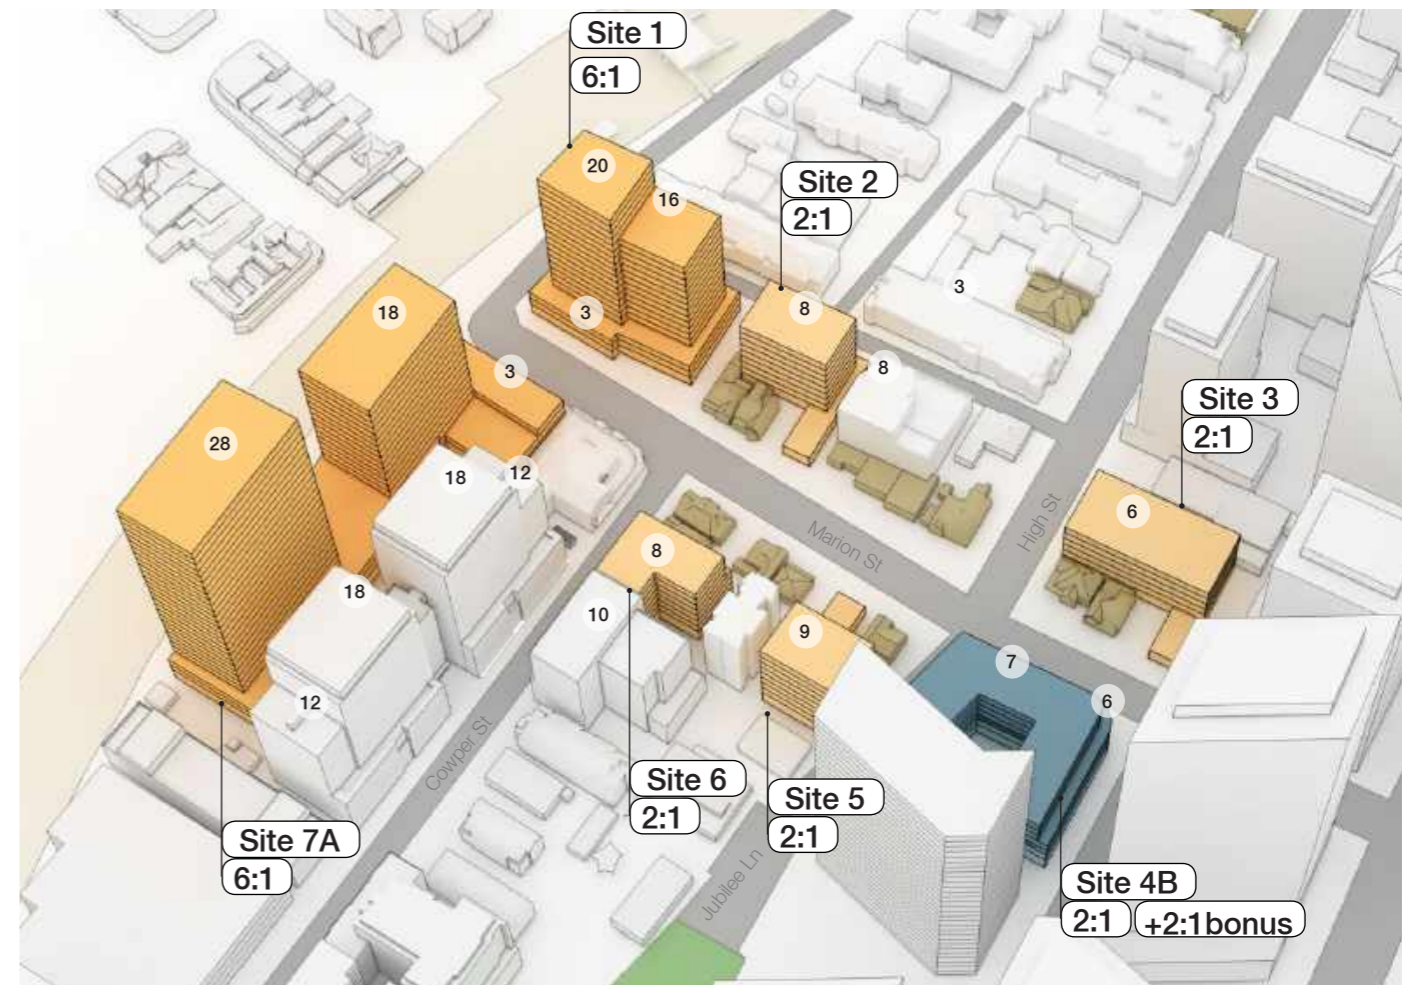 Site 1
6:1
20
16
Site 2
2:1
3
8
3
18
8
3
Site 3
2:1
28
18
12
6
High St
Marion St
8
18
10
9
7
6
12
Cowper St
Site 6
2:1
Site 5
2:1
Site 7A
6:1
Jubilee Ln
Site 4B
2:1 +2:1bonus